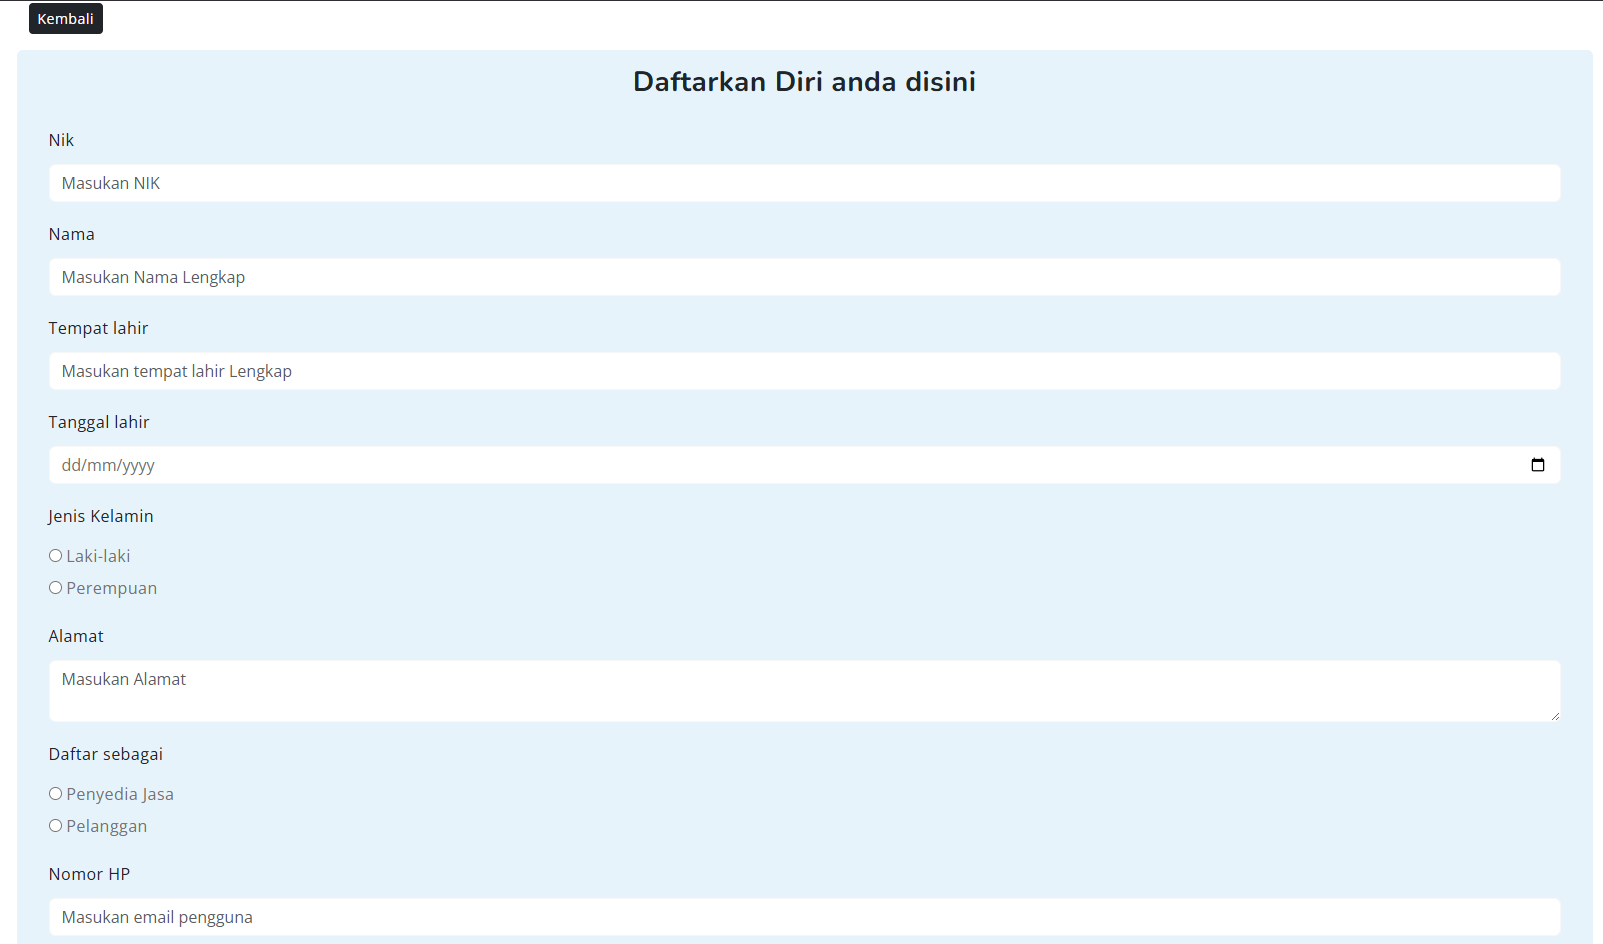 Kembali
Daftarkan Diri anda disini
Nik
Masukan NIK
Nama
Masukan Nama Lengkap
Tempat lahir
Masukan tempat lahir Lengkap
Tanggal lahir
dd/mm/yyyy
Jenis Kelamin
Laki-laki
Perempuan
Alamat
Masukan Alamat
Daftar sebagai
Penyedia Jasa
Pelanggan
Nomor HP
Masukan email pengguna